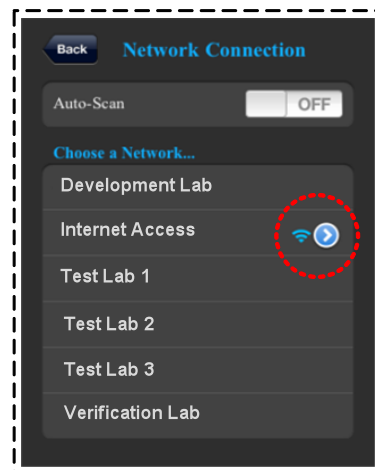 Back Network Connection
Auto-Scan OFF
Choose a Network...
Development Lab
Internet Access
Test Lab 1
Test Lab 2
Test Lab 3
Verification Lab